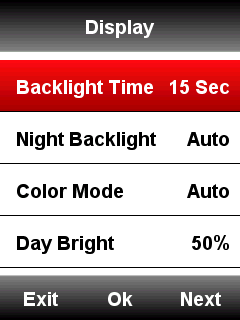 Display
Backlight Time 15 Sec
Night Backlight Auto
Color Mode Auto
Day Bright 50%
Exit Ok Next